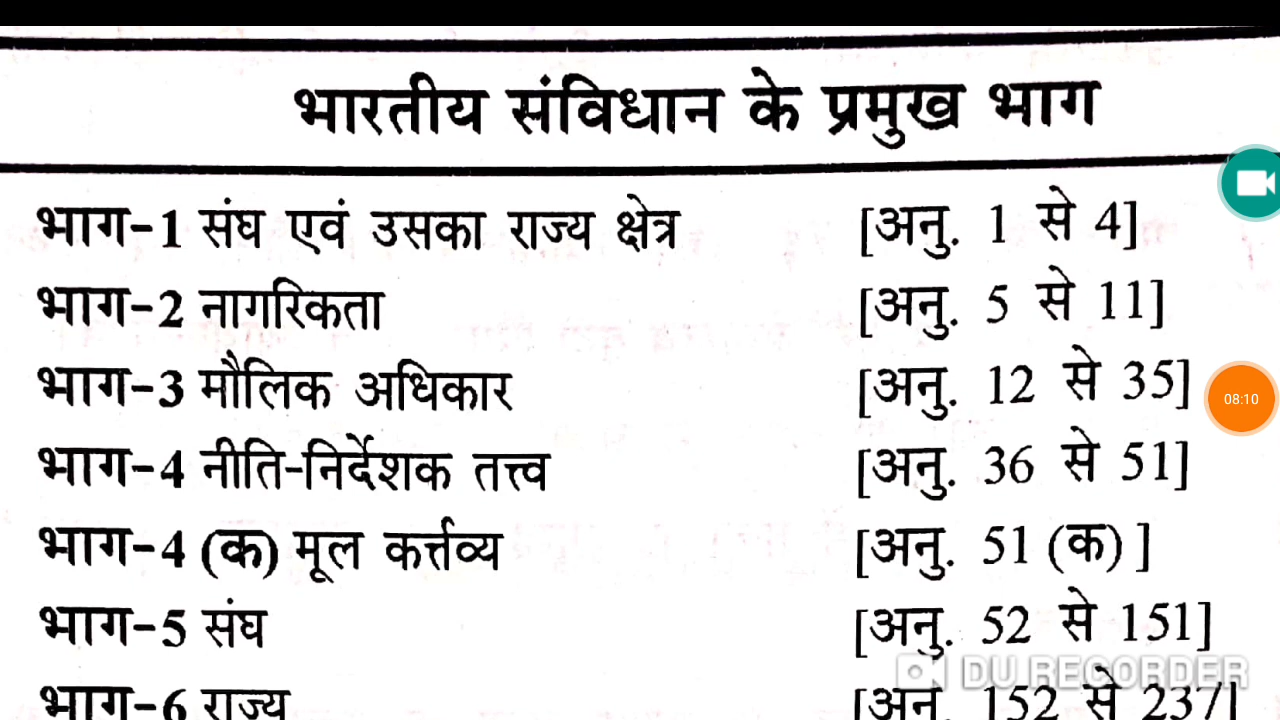 भारतीय संविधान के प्रमुख भाग
भाग-1 संघ एवं उसका राज्य क्षेत्र [अनु. 1 से 4]
भाग-2 नागरिकता [अनु. 5 से 11]
भाग-3 मौलिक अधिकार [अनु. 12 से 35]
08:10
भाग-4 नीति-निर्देशक तत्त्व [अनु. 36 से 51]
भाग-4 (क) मूल कर्त्तव्य [अनु. 51 (क) ]
भाग-5 संघ [अनु. 52 से 151]
DU RECORDER
भाग-6 राज्य [अनु. 152 से 237]